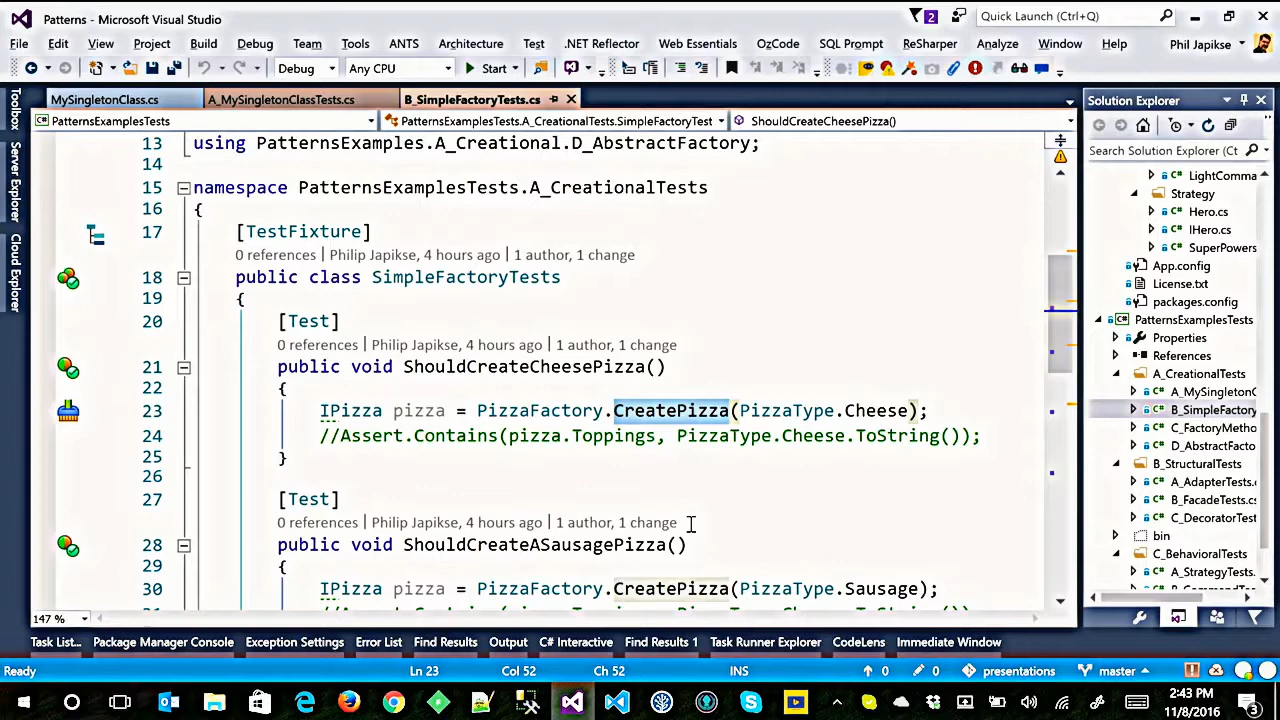 Patterns - Microsoft Visual Studio
2
Quick Launch (Ctrl+Q)
File Edit View Project Build Debug Team Tools ANTS Architecture Test .NET Reflector Web Essentials OzCode SQL Prompt ReSharper Analyze Window Help Phil Japikse
Debug Any CPU Start
Toolbox
Server Explorer
Cloud Explorer
MySingletonClass.cs A_MySingletonClassTests.cs B_SimpleFactoryTests.cs
PatternsExamplesTests PatternsExamplesTests.A_CreationalTests.SimpleFactoryTest ShouldCreateCheesePizza()
13 using PatternsExamples.A_Creational.D_AbstractFactory;
14
15 namespace PatternsExamplesTests.A_CreationalTests
16 {
17 [TestFixture]
0 references | Philip Japikse, 4 hours ago | 1 author, 1 change
18 public class SimpleFactoryTests
19 {
20 [Test]
0 references | Philip Japikse, 4 hours ago | 1 author, 1 change
21 public void ShouldCreateCheesePizza()
22 {
23 IPizza pizza = PizzaFactory.CreatePizza(PizzaType.Cheese);
24 //Assert.Contains(pizza.Toppings, PizzaType.Cheese.ToString());
25 }
26
27 [Test]
0 references | Philip Japikse, 4 hours ago | 1 author, 1 change
28 public void ShouldCreateASausagePizza()
29 {
30 IPizza pizza = PizzaFactory.CreatePizza(PizzaType.Sausage);
147 %
Solution Explorer
Search Solution Explorer (Ct
C# LightComma
Strategy
C# Hero.cs
C# IHero.cs
C# SuperPowers
App.config
License.txt
packages.config
C# PatternsExamplesTests
Properties
References
A_CreationalTests
C# A_MySingletonC
C# B_SimpleFactory
C# C_FactoryMetho
C# D_AbstractFacto
B_StructuralTests
C# A_AdapterTests.c
C# B_FacadeTests.cs
C# C_DecoratorTest
bin
C_BehavioralTests
C# A_StrategyTests.
Task List... Package Manager Console Exception Settings Error List Find Results Output C# Interactive Find Results 1 Task Runner Explorer CodeLens Immediate Window
Ready Ln 23 Col 52 Ch 52 INS 0 0 presentations master
2:43 PM
11/8/2016
3